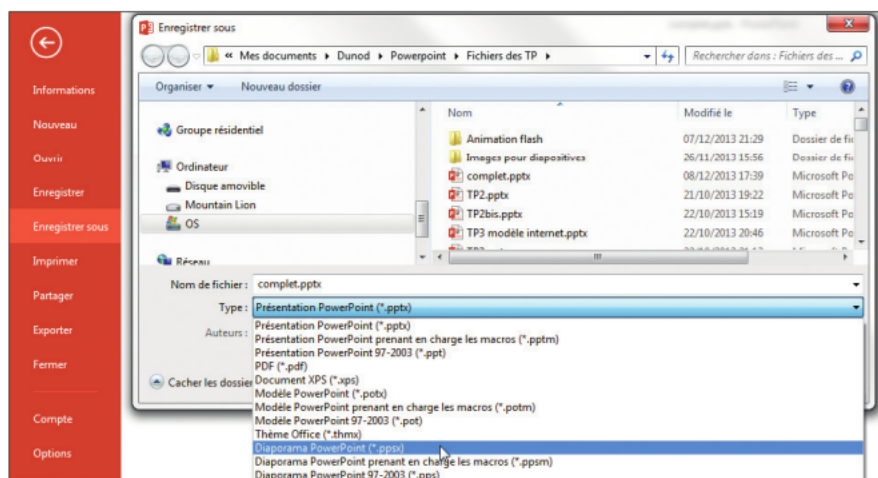 Enregistrer sous
« Mes documents ▸ Dunod ▸ Powerpoint ▸ Fichiers des TP ▸
Rechercher dans : Fichiers des ...
Organiser ▾ Nouveau dossier
Informations
Nouveau
Ouvrir
Enregistrer
Enregistrer sous
Imprimer
Partager
Exporter
Fermer
Compte
Options
Groupe résidentiel
Ordinateur
Disque amovible
Mountain Lion
OS
Réseau
Nom Modifié le Type
Animation flash 07/12/2013 21:29 Dossier de fic
Images pour diapositives 26/11/2013 15:56 Dossier de fic
complet.pptx 08/12/2013 17:39 Microsoft Po
TP2.pptx 21/10/2013 19:22 Microsoft Po
TP2bis.pptx 22/10/2013 15:19 Microsoft Po
TP3 modèle internet.pptx 22/10/2013 20:46 Microsoft Po
Nom de fichier : complet.pptx
Type : Présentation PowerPoint (*.pptx)
Auteurs :
Cacher les dossier
Présentation PowerPoint (*.pptx)
Présentation PowerPoint prenant en charge les macros (*.pptm)
Présentation PowerPoint 97-2003 (*.ppt)
PDF (*.pdf)
Document XPS (*.xps)
Modèle PowerPoint (*.potx)
Modèle PowerPoint prenant en charge les macros (*.potm)
Modèle PowerPoint 97-2003 (*.pot)
Thème Office (*.thmx)
Diaporama PowerPoint (*.ppsx)
Diaporama PowerPoint prenant en charge les macros (*.ppsm)
Diaporama PowerPoint 97-2003 (*.pps)